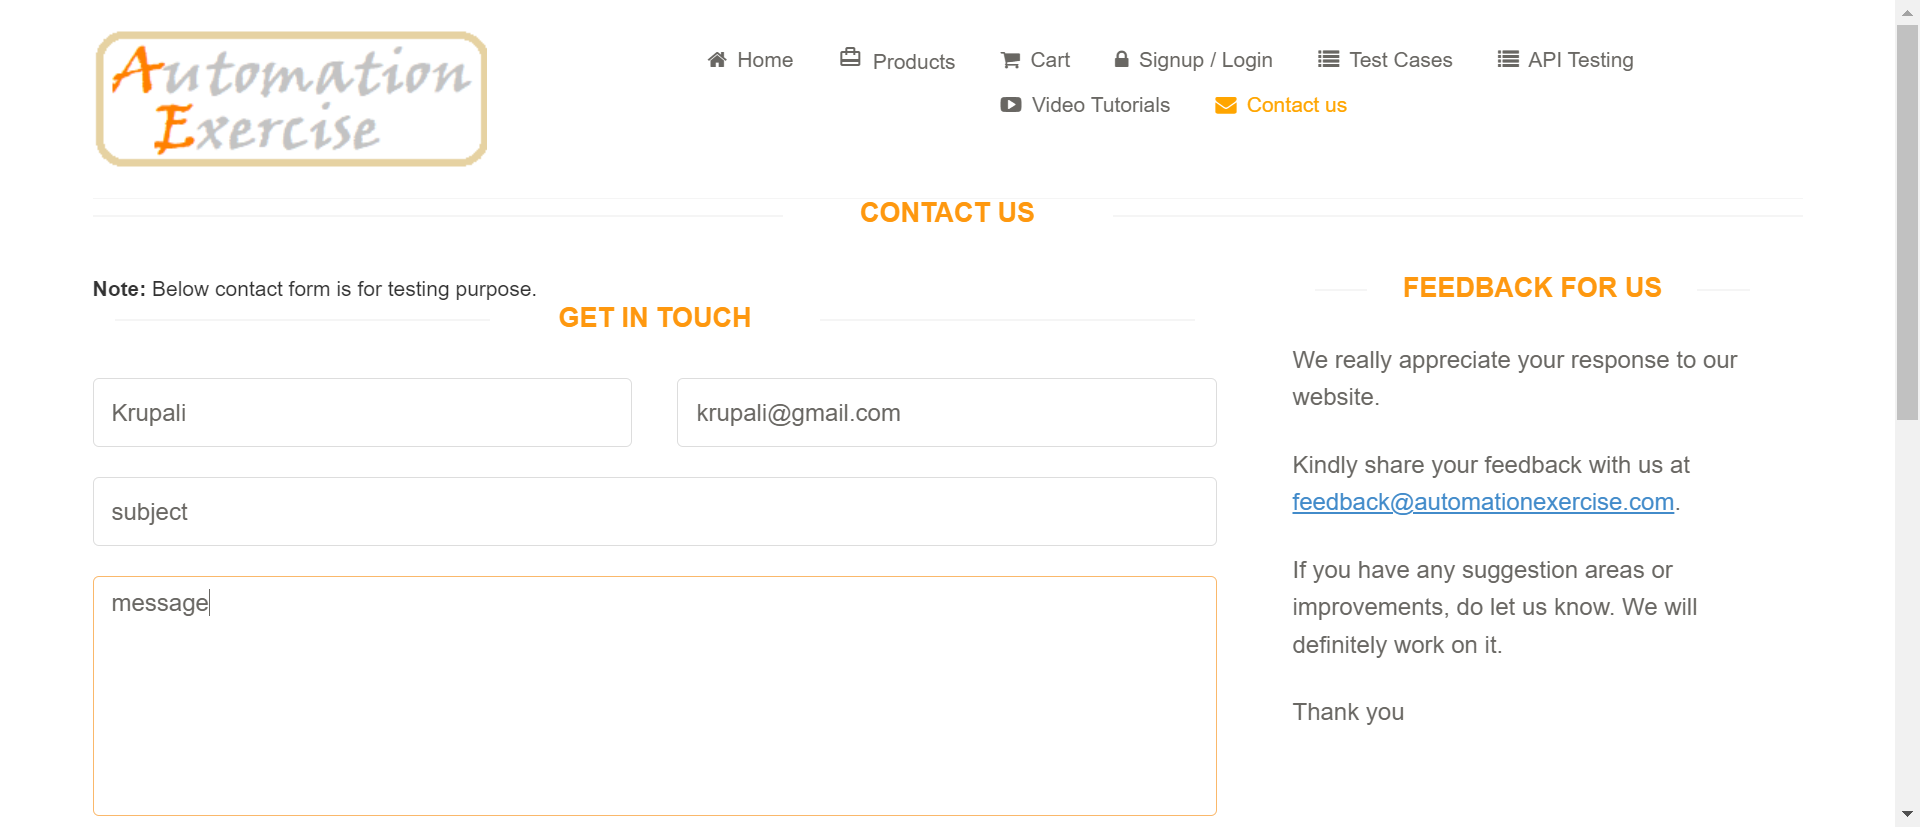 Automation
Exercise
Home
Products
Cart
Signup / Login
Test Cases
API Testing
Video Tutorials
Contact us
CONTACT US
Note: Below contact form is for testing purpose.
GET IN TOUCH
Krupali
krupali@gmail.com
subject
message
FEEDBACK FOR US
We really appreciate your response to our
website.
Kindly share your feedback with us at
feedback@automationexercise.com.
If you have any suggestion areas or
improvements, do let us know. We will
definitely work on it.
Thank you